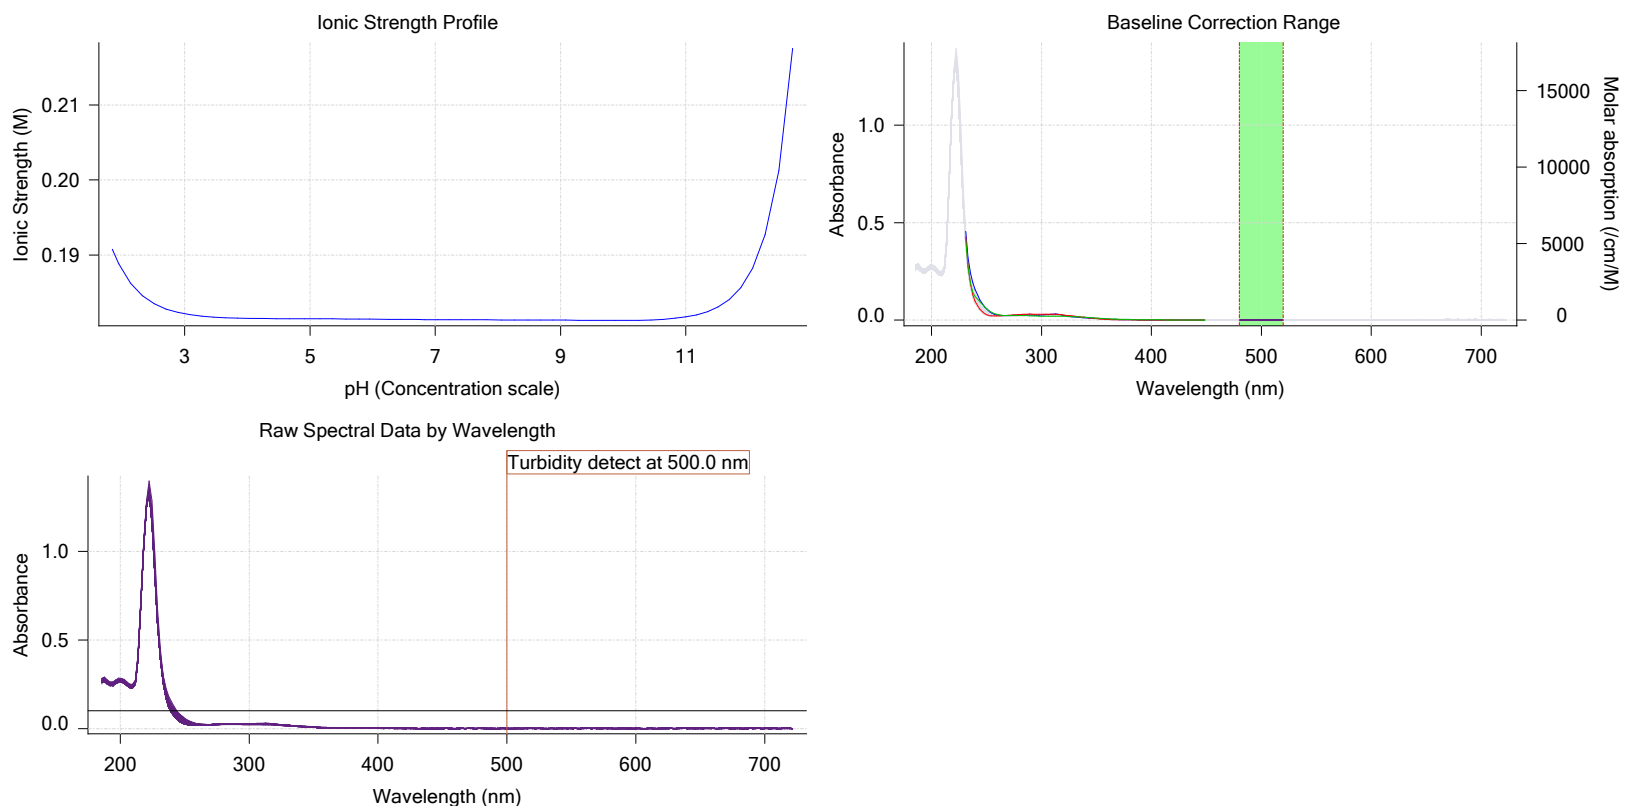 Ionic Strength Profile
Ionic Strength (M)
0.21
0.20
0.19
3 5 7 9 11
pH (Concentration scale)
Baseline Correction Range
Absorbance
1.0
0.5
0.0
15000
10000
5000
0
Molar absorption (/cm/M)
200 300 400 500 600 700
Wavelength (nm)
Raw Spectral Data by Wavelength
Turbidity detect at 500.0 nm
Absorbance
1.0
0.5
0.0
200 300 400 500 600 700
Wavelength (nm)